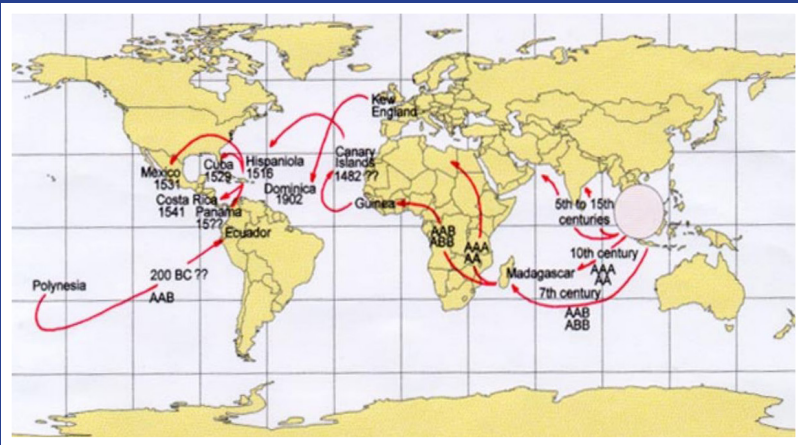 Kew
England
Canary
Islands
1482 ??
Hispaniola
1516
Cuba
1529
Mexico
1531
Dominica
1902
Costa Rica
1541
Panama
15??
Guinea
Ecuador
5th to 15th
centuries
AAB
ABB
AAA
AA
10th century
AAA
AA
Madagascar
7th century
AAB
ABB
200 BC ??
AAB
Polynesia